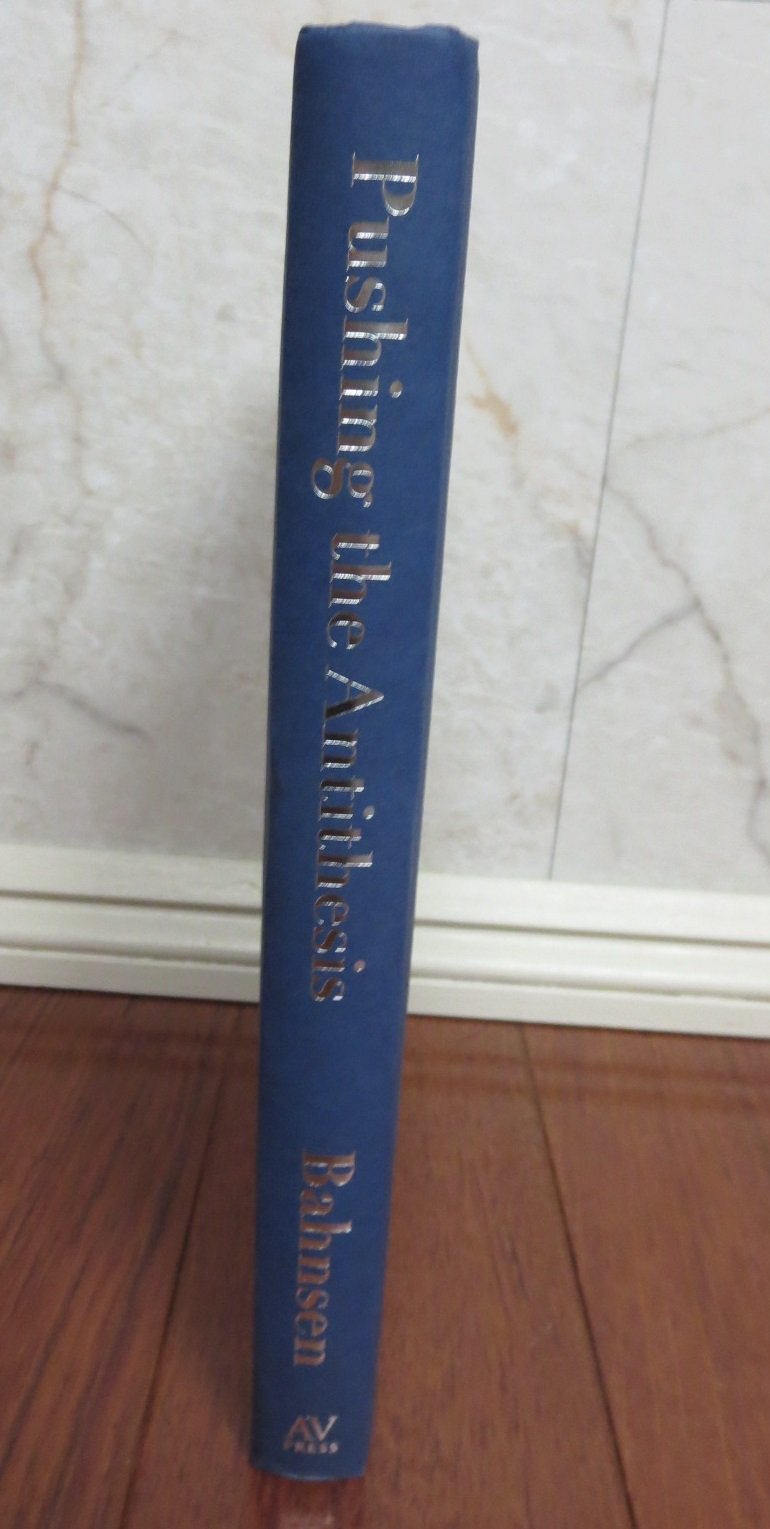 Pushing the Antithesis
Bahnsen
AV
PRESS